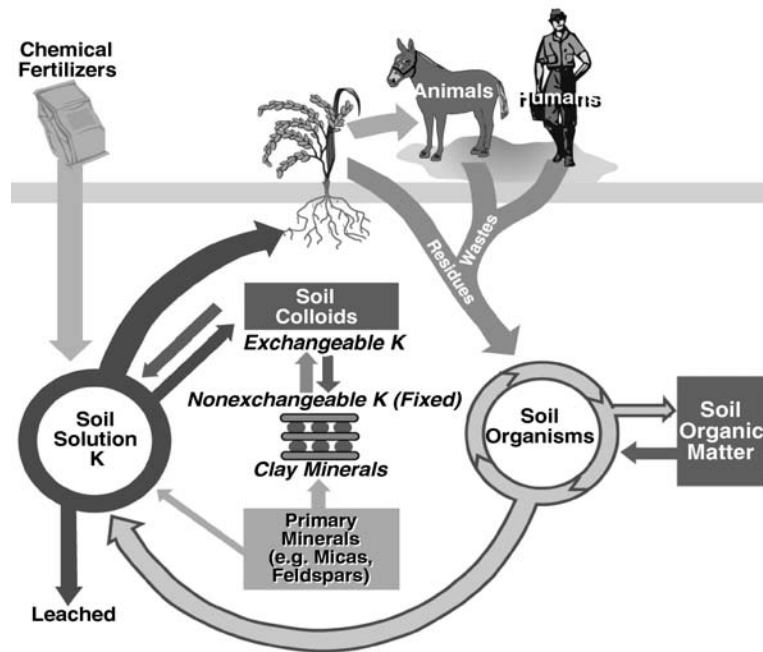 Chemical
Fertilizers
Animals
Humans
Residues
Wastes
Soil
Colloids
Exchangeable K
Nonexchangeable K (Fixed)
Clay Minerals
Soil
Solution
K
Soil
Organisms
Soil
Organic
Matter
Primary
Minerals
(e.g. Micas,
Feldspars)
Leached